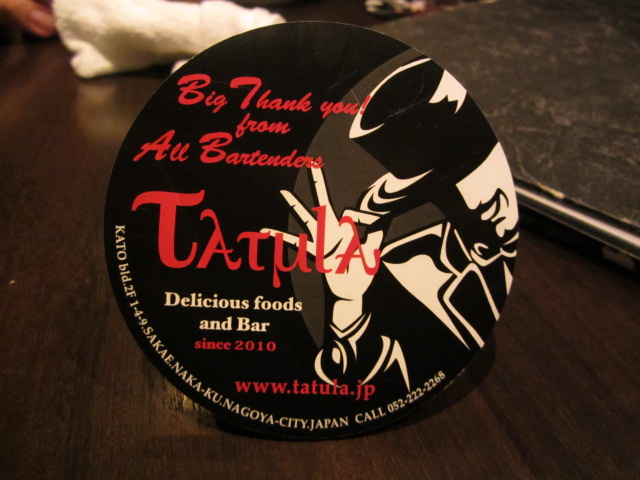 Big Thank you!
from
All Bartenders
Tatula
Delicious foods
and Bar
since 2010
www.tatula.jp
KATO bld.2F 1-4-9.SAKAE.NAKA-KU.NAGOYA-CITY.JAPAN CALL 052-222-2268